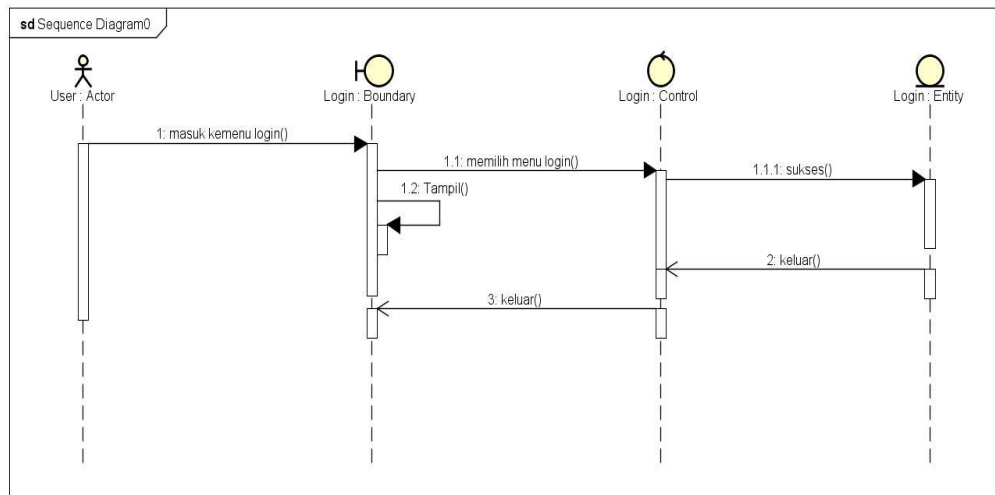 sd Sequence Diagram0
User : Actor
Login : Boundary
Login : Control
Login : Entity
1: masuk kemenu login()
1.1: memilih menu login()
1.1.1: sukses()
1.2: Tampil()
2: keluar()
3: keluar()